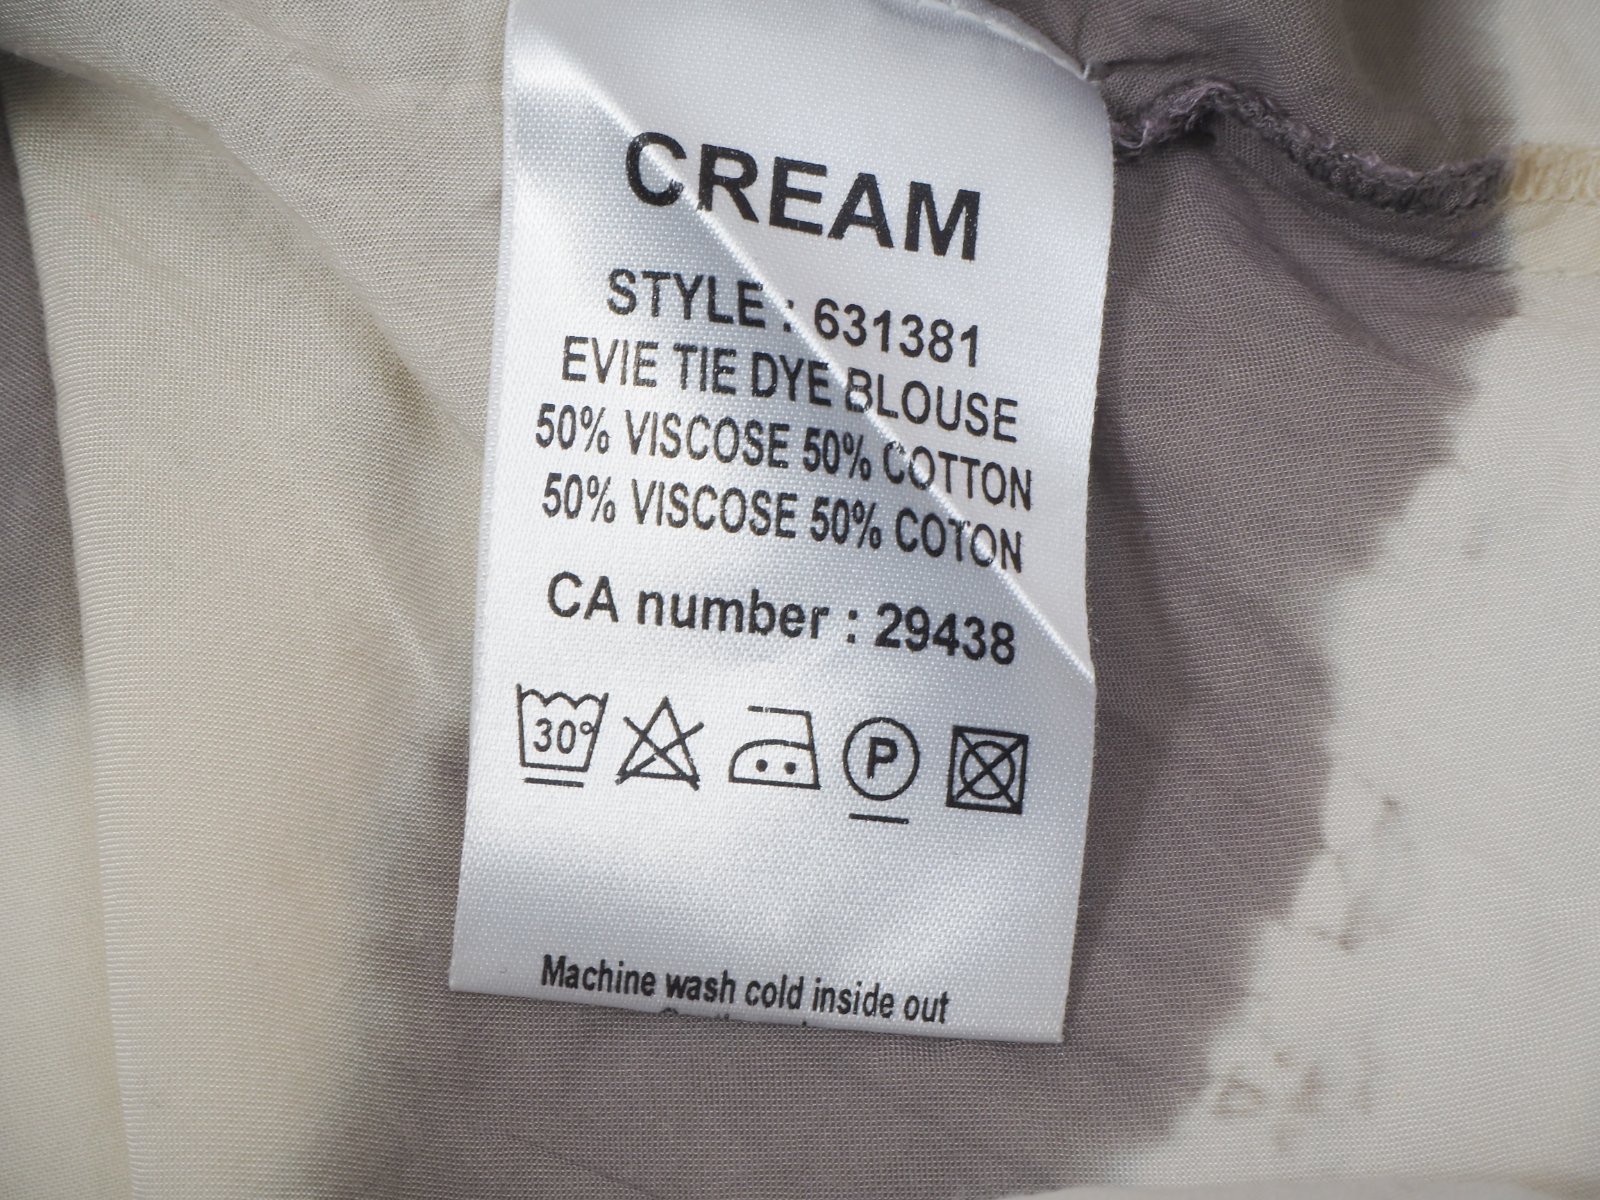 CREAM
STYLE : 631381
EVIE TIE DYE BLOUSE
50% VISCOSE 50% COTTON
50% VISCOSE 50% COTON
CA number : 29438
30°
P
Machine wash cold inside out